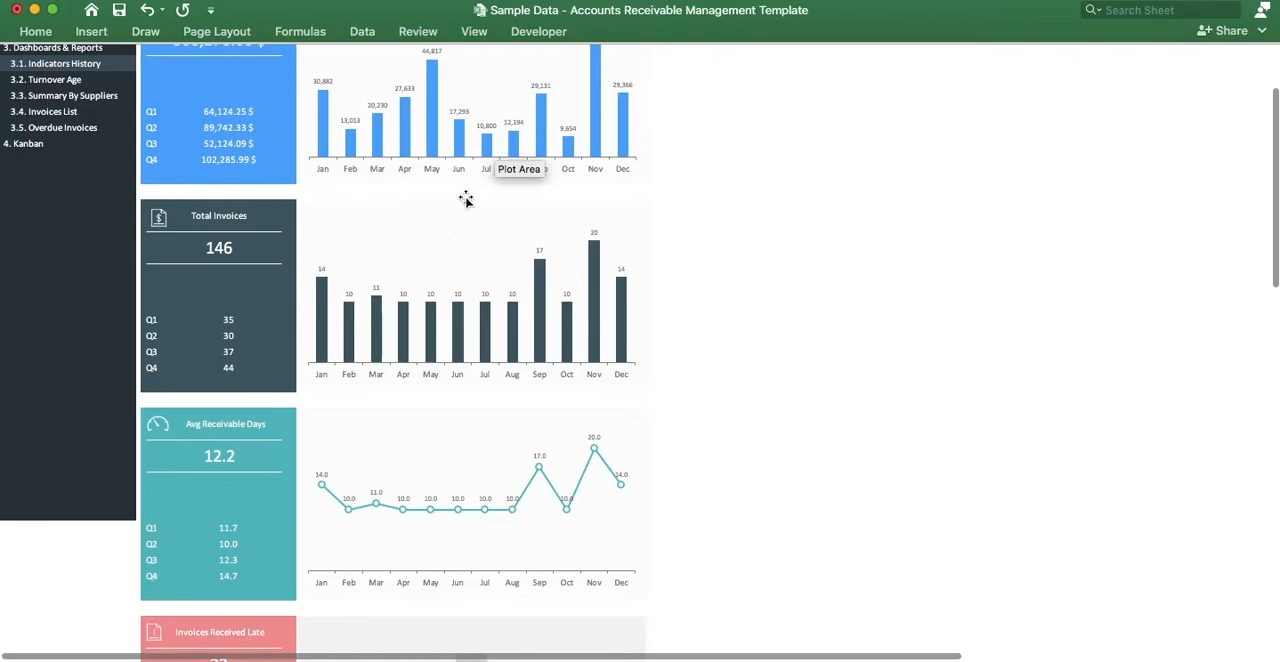 Sample Data - Accounts Receivable Management Template
Search Sheet
Home Insert Draw Page Layout Formulas Data Review View Developer
Share
3. Dashboards & Reports
3.1. Indicators History
3.2. Turnover Age
3.3. Summary By Suppliers
3.4. Invoices List
3.5. Overdue Invoices
4. Kanban
Q1 64,124.25 $
Q2 89,742.33 $
Q3 52,124.09 $
Q4 102,285.99 $
30,882 13,013 20,230 27,633 44,817 17,293 10,800 12,194 29,131 9,654 29,366
Jan Feb Mar Apr May Jun Jul Oct Nov Dec
Plot Area
Total Invoices
146
Q1 35
Q2 30
Q3 37
Q4 44
14 10 11 10 10 10 10 10 17 10 20 14
Jan Feb Mar Apr May Jun Jul Aug Sep Oct Nov Dec
Avg Receivable Days
12.2
Q1 11.7
Q2 10.0
Q3 12.3
Q4 14.7
14.0 10.0 11.0 10.0 10.0 10.0 10.0 10.0 17.0 10.0 20.0 14.0
Jan Feb Mar Apr May Jun Jul Aug Sep Oct Nov Dec
Invoices Received Late